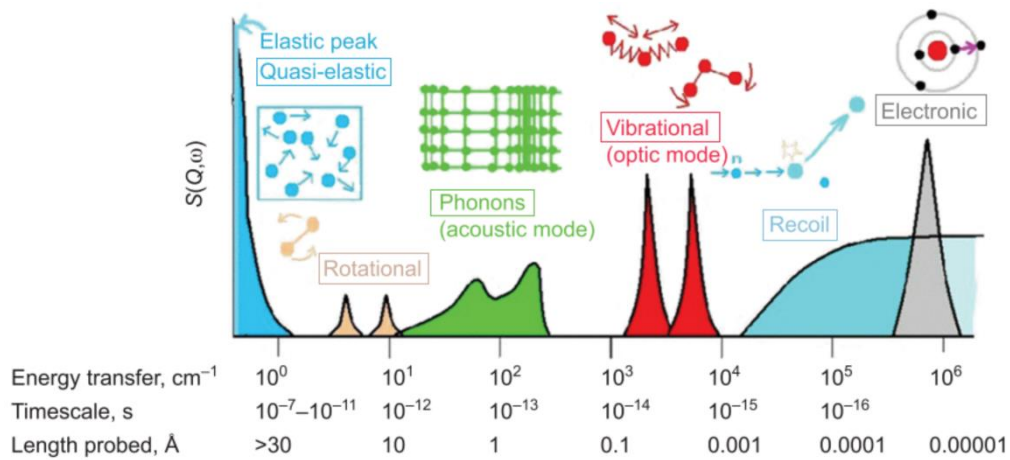 Elastic peak
Quasi-elastic
Rotational
Phonons
(acoustic mode)
Vibrational
(optic mode)
n
Recoil
Electronic
S(Q,ω)
Energy transfer, cm⁻¹ 10⁰ 10¹ 10² 10³ 10⁴ 10⁵ 10⁶
Timescale, s 10⁻⁷–10⁻¹¹ 10⁻¹² 10⁻¹³ 10⁻¹⁴ 10⁻¹⁵ 10⁻¹⁶
Length probed, Å >30 10 1 0.1 0.001 0.0001 0.00001